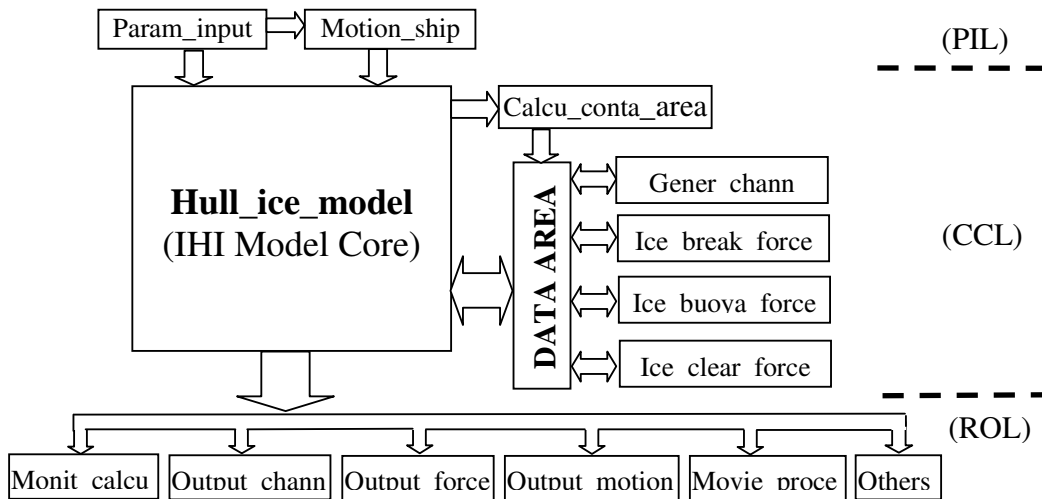 Param_input
Motion_ship
(PIL)
Calcu_conta_area
Hull_ice_model
(IHI Model Core)
DATA AREA
Gener chann
Ice break force
Ice buoya force
Ice clear force
(CCL)
(ROL)
Monit calcu
Output chann
Output force
Output motion
Movie proce
Others